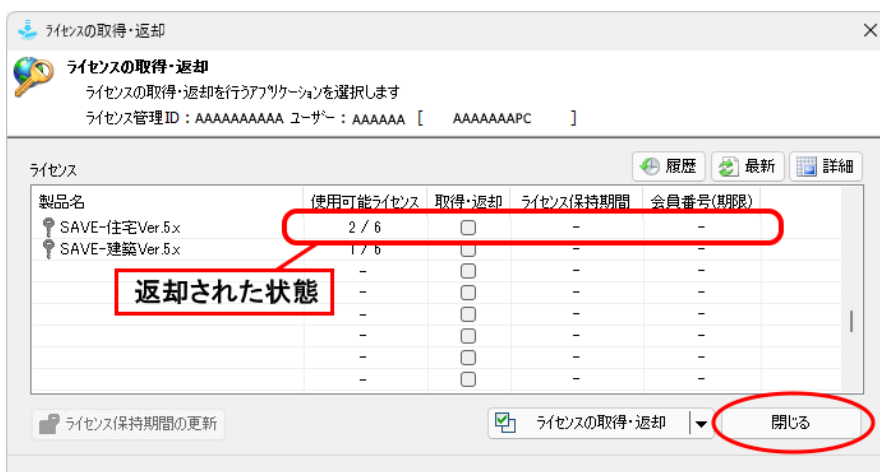 ライセンスの取得・返却
ライセンスの取得・返却
ライセンスの取得・返却を行うアプリケーションを選択します
ライセンス管理ID：AAAAAAAAAA ユーザー：AAAAAA [ AAAAAAAPC ]
ライセンス
履歴 最新 詳細
製品名 使用可能ライセンス 取得・返却 ライセンス保持期間 会員番号(期限)
SAVE-住宅Ver.5.x 2 / 6 - -
SAVE-建築Ver.5.x 1 / 6 - -
- - -
返却された状態 - - -
- - -
- - -
- - -
- - -
ライセンス保持期間の更新 ライセンスの取得・返却 閉じる